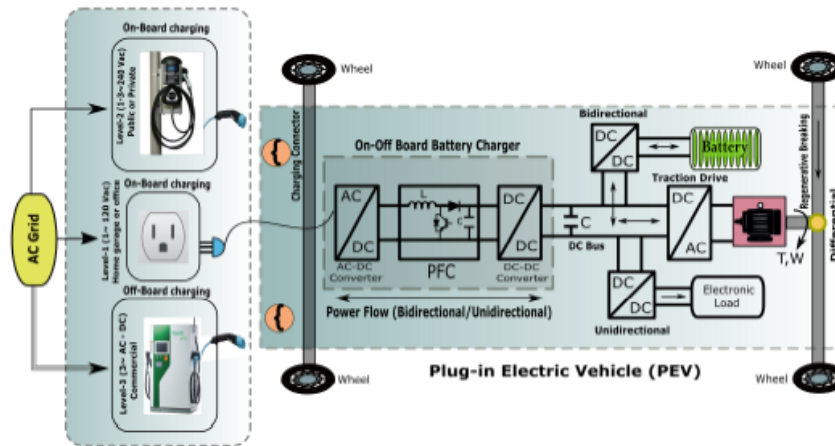 AC Grid
On-Board charging
Level-2 (1-3~240 Vac)
Public or Private
On-Board charging
Level-1 (1~ 120 Vac)
Home garage or office
Off-Board charging
Level-3 (3~ AC - DC)
Commercial
Wheel
Charging Connector
On-Off Board Battery Charger
AC
DC
AC-DC
Converter
L
C
PFC
DC
DC
DC-DC
Converter
Power Flow (Bidirectional/Unidirectional)
Wheel
C
DC Bus
Bidirectional
DC
DC
Battery
Traction Drive
DC
AC
DC
DC
Unidirectional
Electronic
Load
Wheel
Regenerative Breaking
T, W
Differential
Wheel
Plug-in Electric Vehicle (PEV)